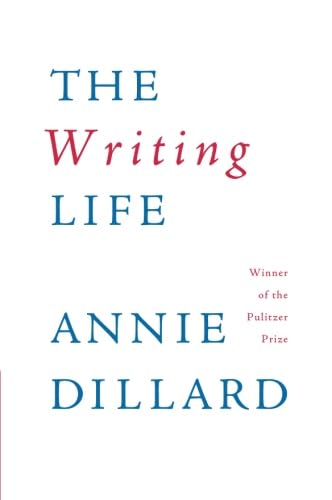 THE
Writing
LIFE
Winner
of the
Pulitzer
Prize
ANNIE
DILLARD